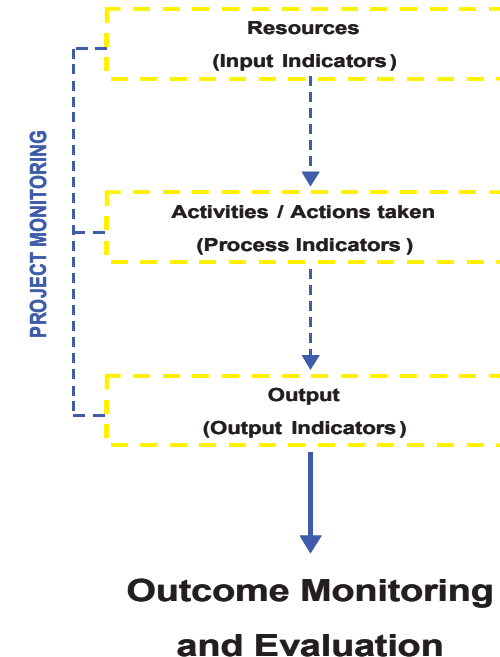 Resources
(Input Indicators)
PROJECT MONITORING
Activities / Actions taken
(Process Indicators)
Output
(Output Indicators)
Outcome Monitoring
and Evaluation